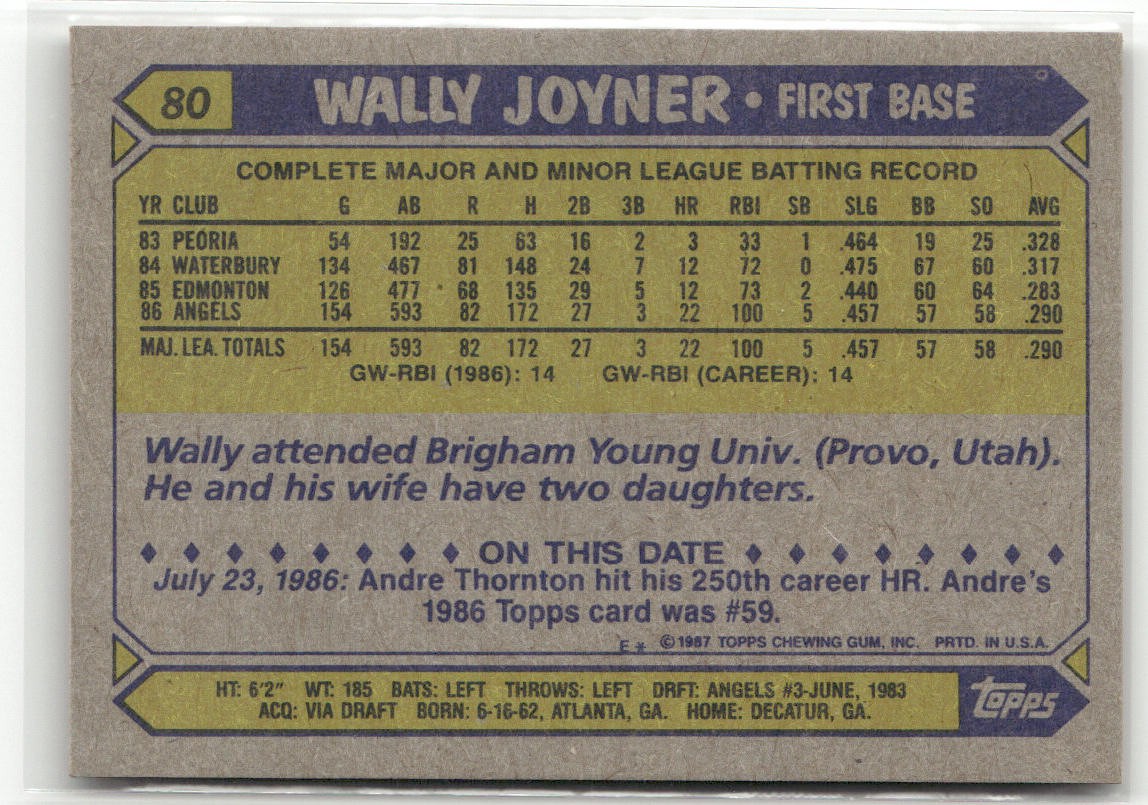 80 WALLY JOYNER • FIRST BASE
COMPLETE MAJOR AND MINOR LEAGUE BATTING RECORD
YR CLUB G AB R H 2B 3B HR RBI SB SLG BB SO AVG
83 PEORIA 54 192 25 63 16 2 3 33 1 .464 19 25 .328
84 WATERBURY 134 467 81 148 24 7 12 72 0 .475 67 60 .317
85 EDMONTON 126 477 68 135 29 5 12 73 2 .440 60 64 .283
86 ANGELS 154 593 82 172 27 3 22 100 5 .457 57 58 .290
MAJ. LEA. TOTALS 154 593 82 172 27 3 22 100 5 .457 57 58 .290
GW-RBI (1986): 14 GW-RBI (CAREER): 14
Wally attended Brigham Young Univ. (Provo, Utah).
He and his wife have two daughters.
♦ ♦ ♦ ♦ ♦ ♦ ♦ ♦ ON THIS DATE ♦ ♦ ♦ ♦ ♦ ♦ ♦ ♦
July 23, 1986: Andre Thornton hit his 250th career HR. Andre's
1986 Topps card was #59.
E* ©1987 TOPPS CHEWING GUM, INC. PRTD. IN U.S.A.
HT: 6'2" WT: 185 BATS: LEFT THROWS: LEFT DRFT: ANGELS #3-JUNE, 1983
ACQ: VIA DRAFT BORN: 6-16-62, ATLANTA, GA. HOME: DECATUR, GA.
Topps